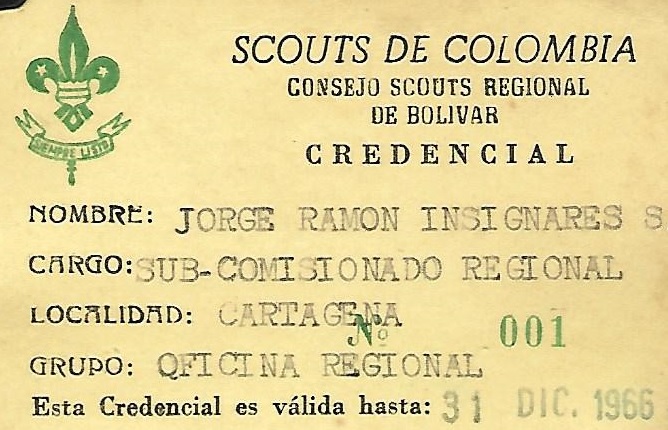 SCOUTS DE COLOMBIA
CONSEJO SCOUTS REGIONAL
DE BOLIVAR
CREDENCIAL
SIEMPRE LISTO
NOMBRE: JORGE RAMON INSIGNARES S.
CARGO: SUB-COMISIONADO REGIONAL
LOCALIDAD: CARTAGENA
Nº 001
GRUPO: OFICINA REGIONAL
Esta Credencial es válida hasta: 31 DIC. 1966